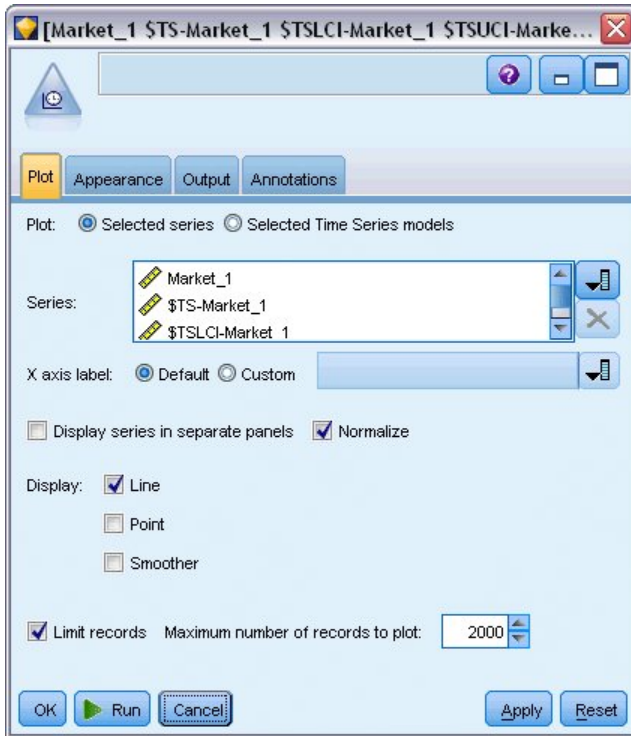 [Market_1 $TS-Market_1 $TSLCI-Market_1 $TSUCI-Marke...
Plot Appearance Output Annotations
Plot: Selected series Selected Time Series models
Series:
Market_1
$TS-Market_1
$TSLCI-Market_1
X axis label: Default Custom
Display series in separate panels Normalize
Display: Line
Point
Smoother
Limit records Maximum number of records to plot: 2000
OK Run Cancel Apply Reset